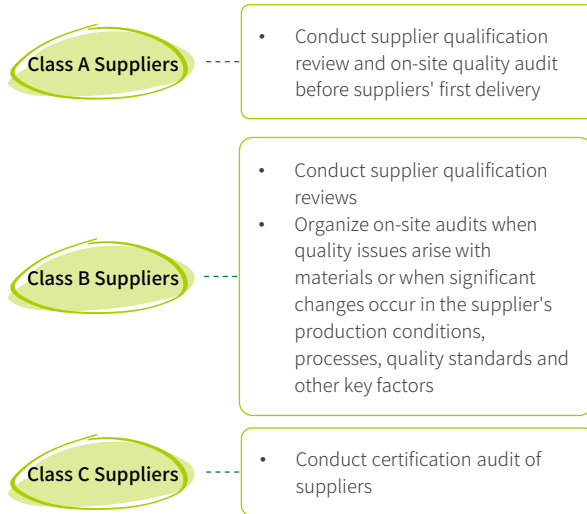 Class A Suppliers
• Conduct supplier qualification
review and on-site quality audit
before suppliers' first delivery
Class B Suppliers
• Conduct supplier qualification
reviews
• Organize on-site audits when
quality issues arise with
materials or when significant
changes occur in the supplier's
production conditions,
processes, quality standards and
other key factors
Class C Suppliers
• Conduct certification audit of
suppliers